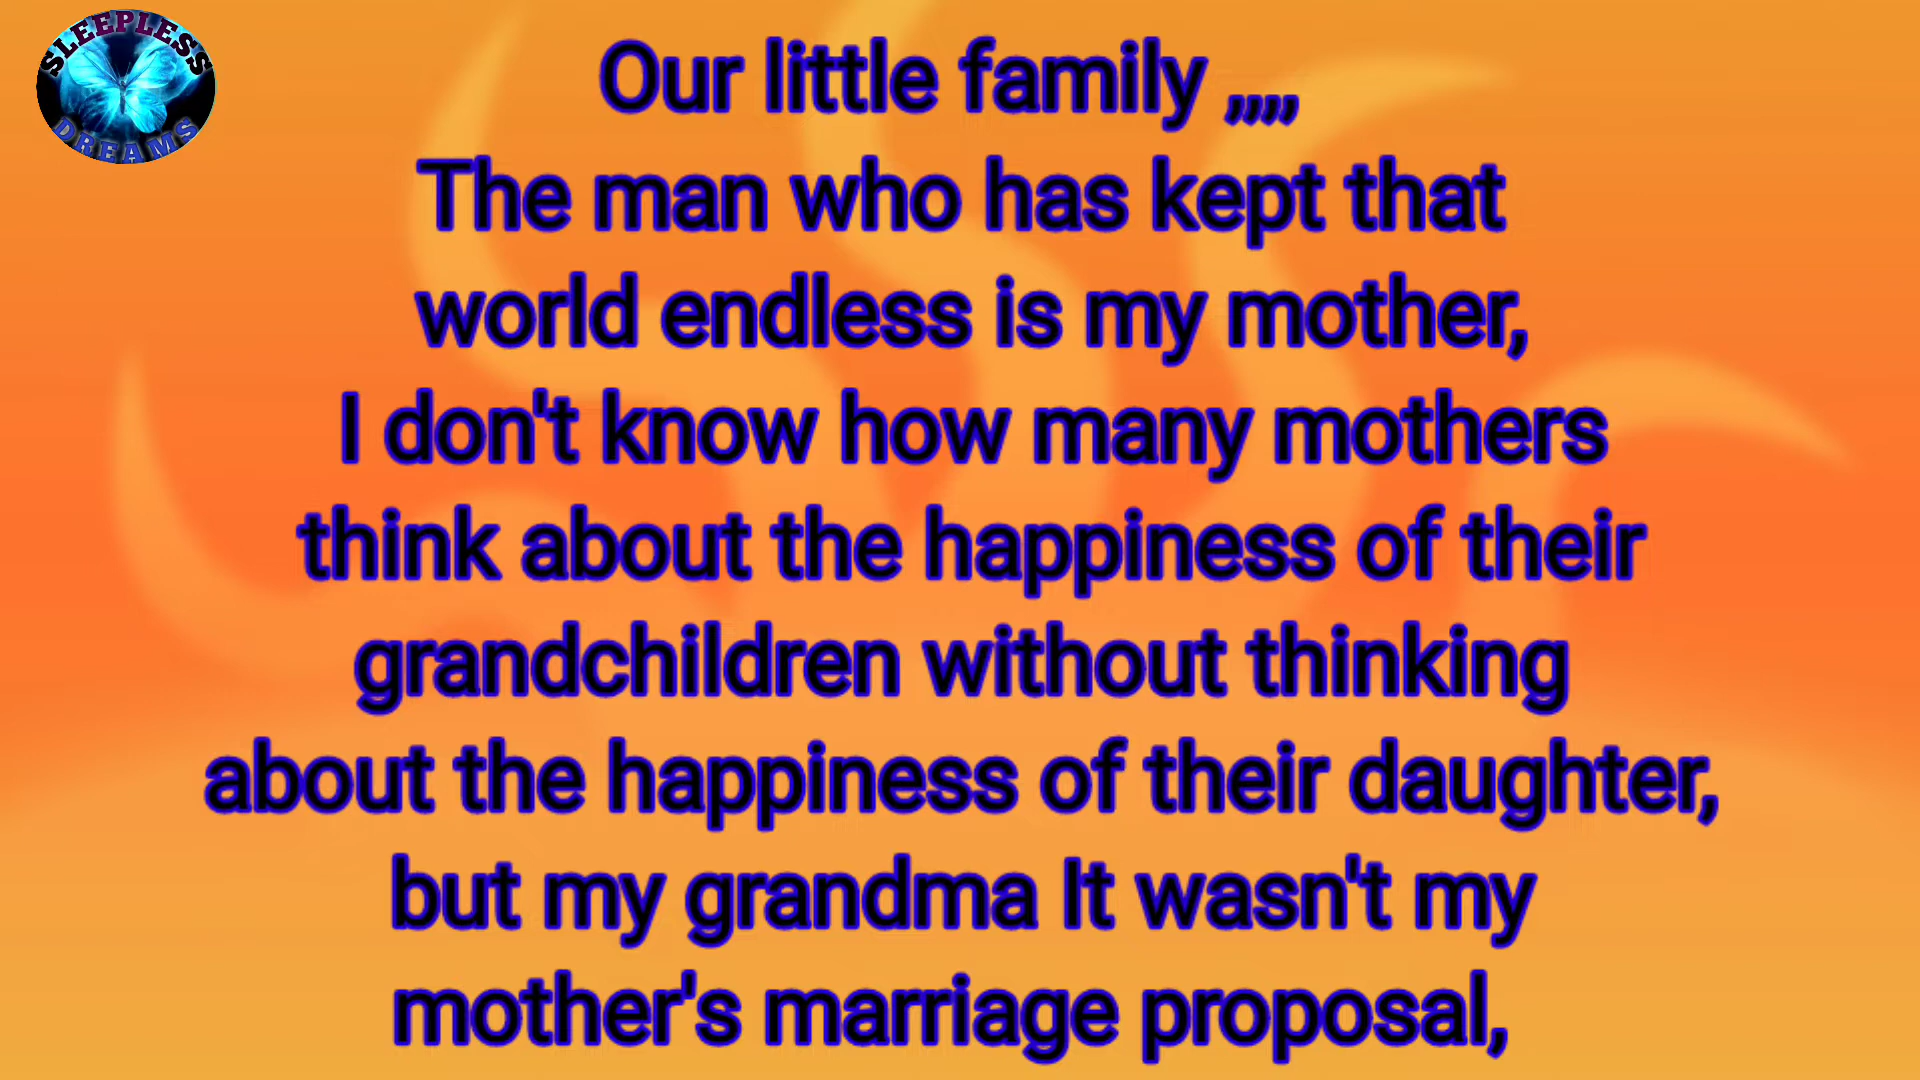 SLEEPLESS
DREAMS
Our little family ,,,,,
The man who has kept that
world endless is my mother,
I don't know how many mothers
think about the happiness of their
grandchildren without thinking
about the happiness of their daughter,
but my grandma It wasn't my
mother's marriage proposal,